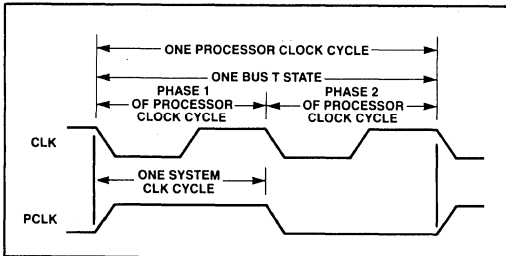 ONE PROCESSOR CLOCK CYCLE
ONE BUS T STATE
PHASE 1
OF PROCESSOR
CLOCK CYCLE
PHASE 2
OF PROCESSOR
CLOCK CYCLE
CLK
ONE SYSTEM
CLK CYCLE
PCLK